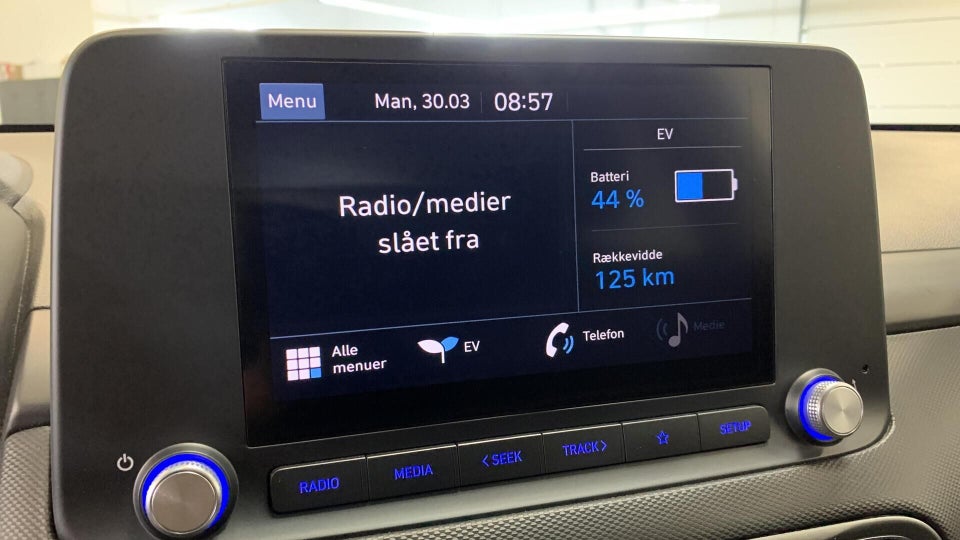 Menu
Man, 30.03
08:57
Radio/medier
slået fra
EV
Batteri
44 %
Rækkevidde
125 km
Alle
menuer
EV
Telefon
Medie
RADIO
MEDIA
< SEEK
TRACK >
SETUP